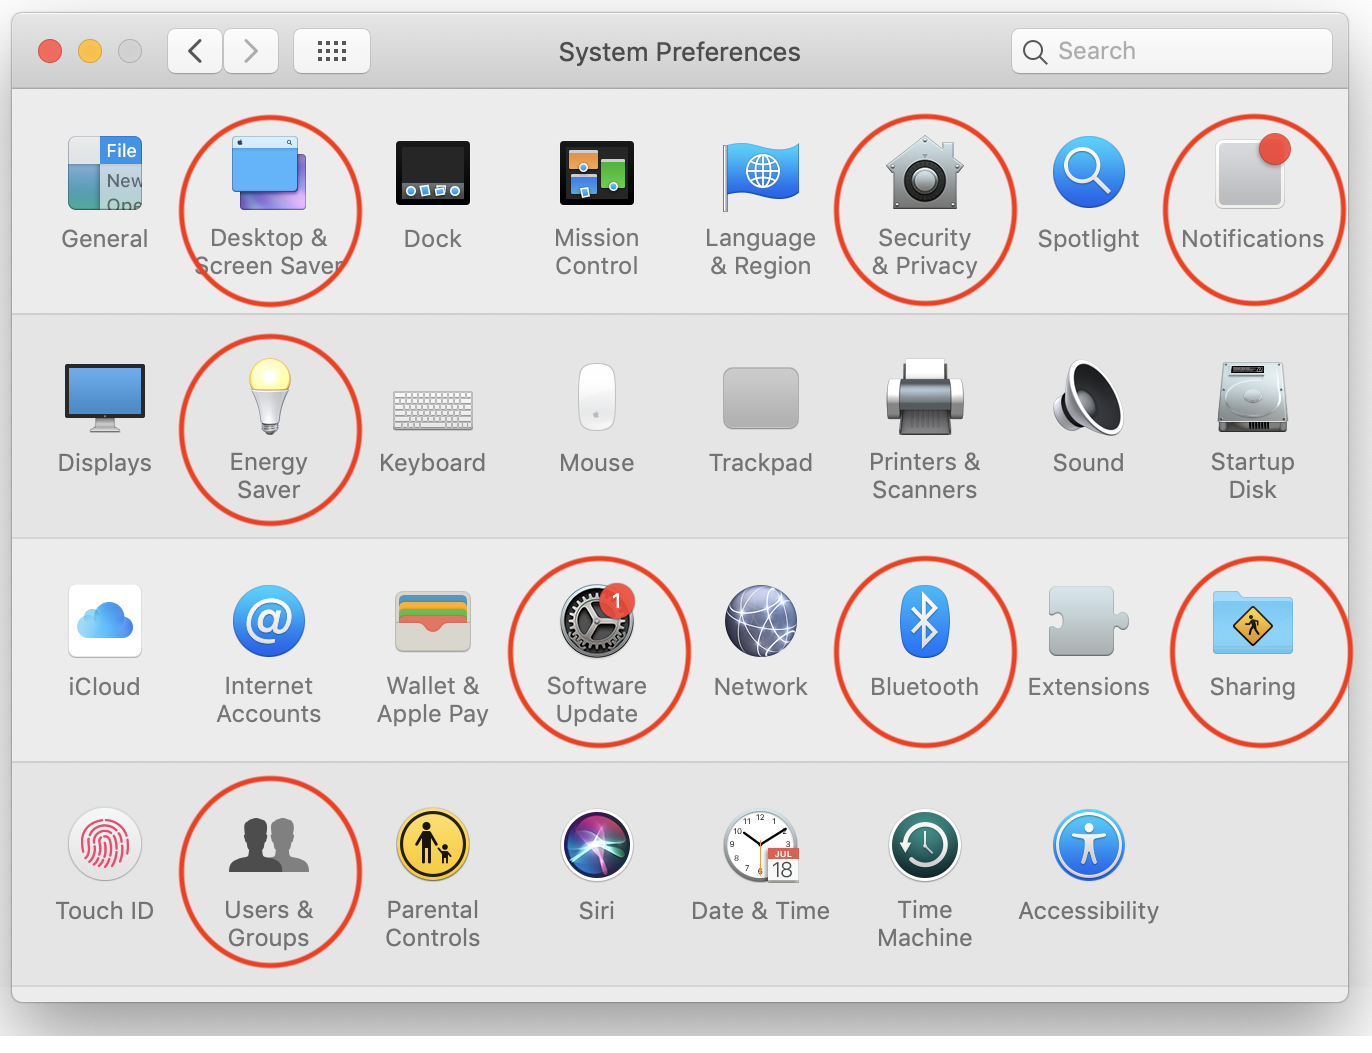 System Preferences
Search
File
New
Ope
General
Desktop &
Screen Saver
Dock
Mission
Control
Language
& Region
Security
& Privacy
Spotlight
Notifications
Displays
Energy
Saver
Keyboard
Mouse
Trackpad
Printers &
Scanners
Sound
Startup
Disk
1
@
iCloud
Internet
Accounts
Wallet &
Apple Pay
Software
Update
Network
Bluetooth
Extensions
Sharing
JUL
18
Touch ID
Users &
Groups
Parental
Controls
Siri
Date & Time
Time
Machine
Accessibility